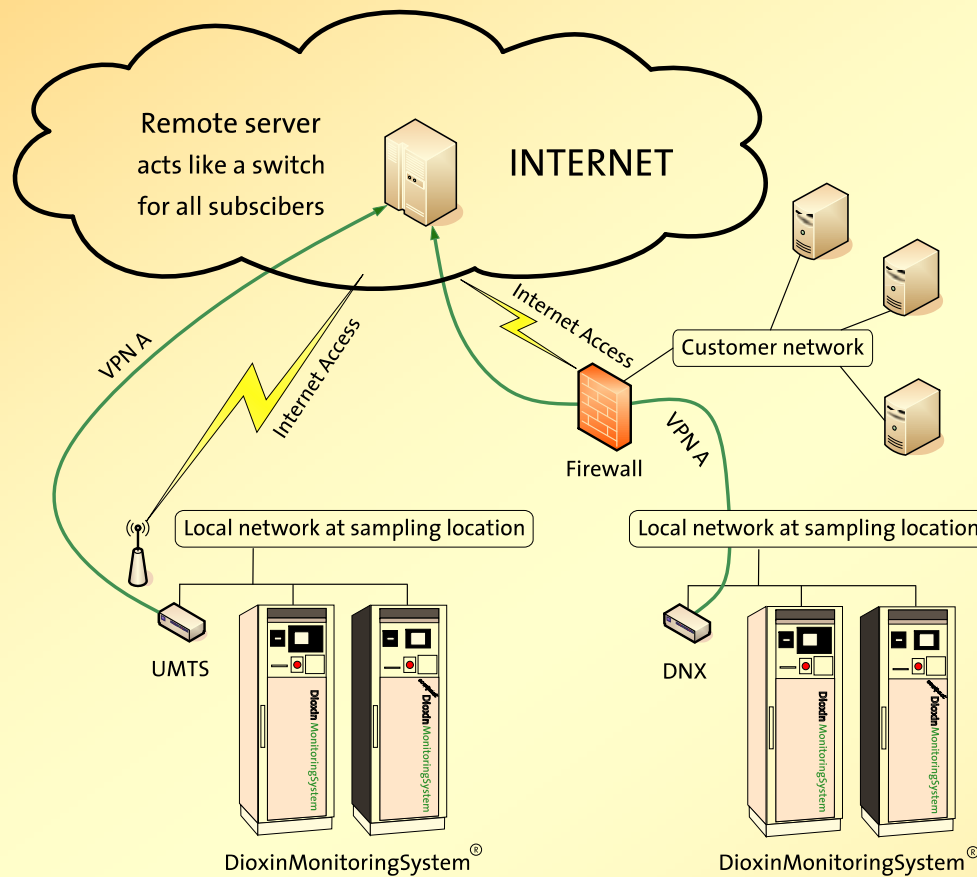 Remote server
acts like a switch
for all subscibers
INTERNET
Internet Access
Customer network
VPN A
Internet Access
VPN A
Firewall
Local network at sampling location
Local network at sampling location
UMTS
DNX
Dioxin MonitoringSystem
Dioxin MonitoringSystem
Dioxin MonitoringSystem
Dioxin MonitoringSystem
DioxinMonitoringSystem®
DioxinMonitoringSystem®